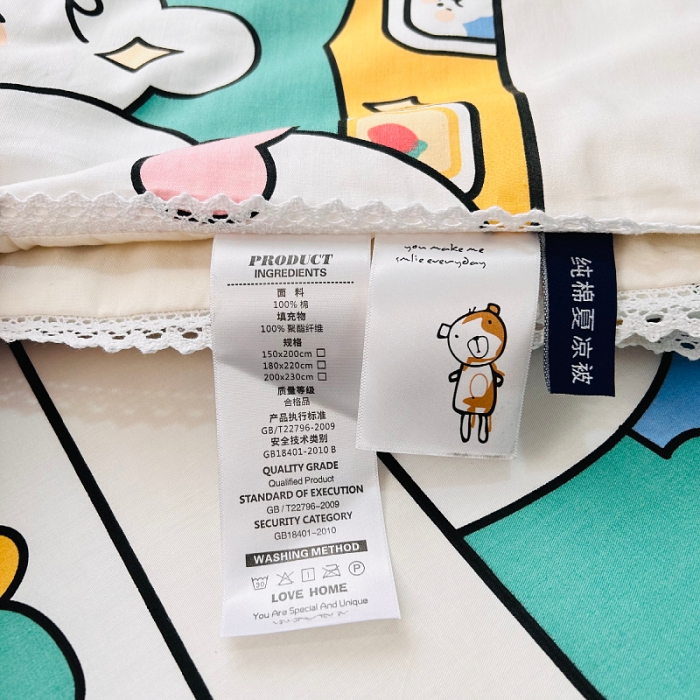 PRODUCT
INGREDIENTS
面 料
100% 棉
填充物
100% 聚酯纤维
规格
150x200cm
180x220cm
200x230cm
质量等级
合格品
产品执行标准
GB/T22796-2009
安全技术类别
GB18401-2010 B
QUALITY GRADE
Qualified Product
STANDARD OF EXECUTION
GB / T22796-2009
SECURITY CATEGORY
GB18401-2010
WASHING METHOD
30
P
LOVE HOME
You Are Special And Unique
you make me
smlie everyday
纯棉夏凉被